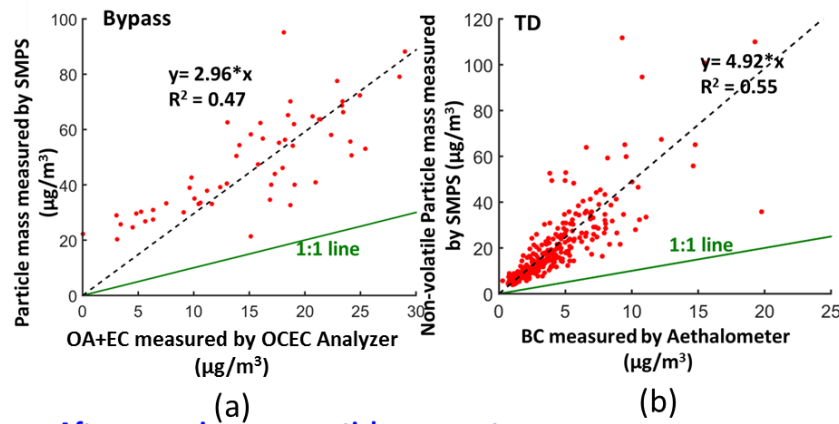 Bypass
y= 2.96*x
R² = 0.47
1:1 line
100
80
60
40
20
0
0
5
10
15
20
25
30
Particle mass measured by SMPS
(µg/m³)
OA+EC measured by OCEC Analyzer
(µg/m³)
(a)
TD
y= 4.92*x
R² = 0.55
1:1 line
120
100
80
60
40
20
0
0
5
10
15
20
25
Non-volatile Particle mass measured
by SMPS (µg/m³)
BC measured by Aethalometer
(µg/m³)
(b)